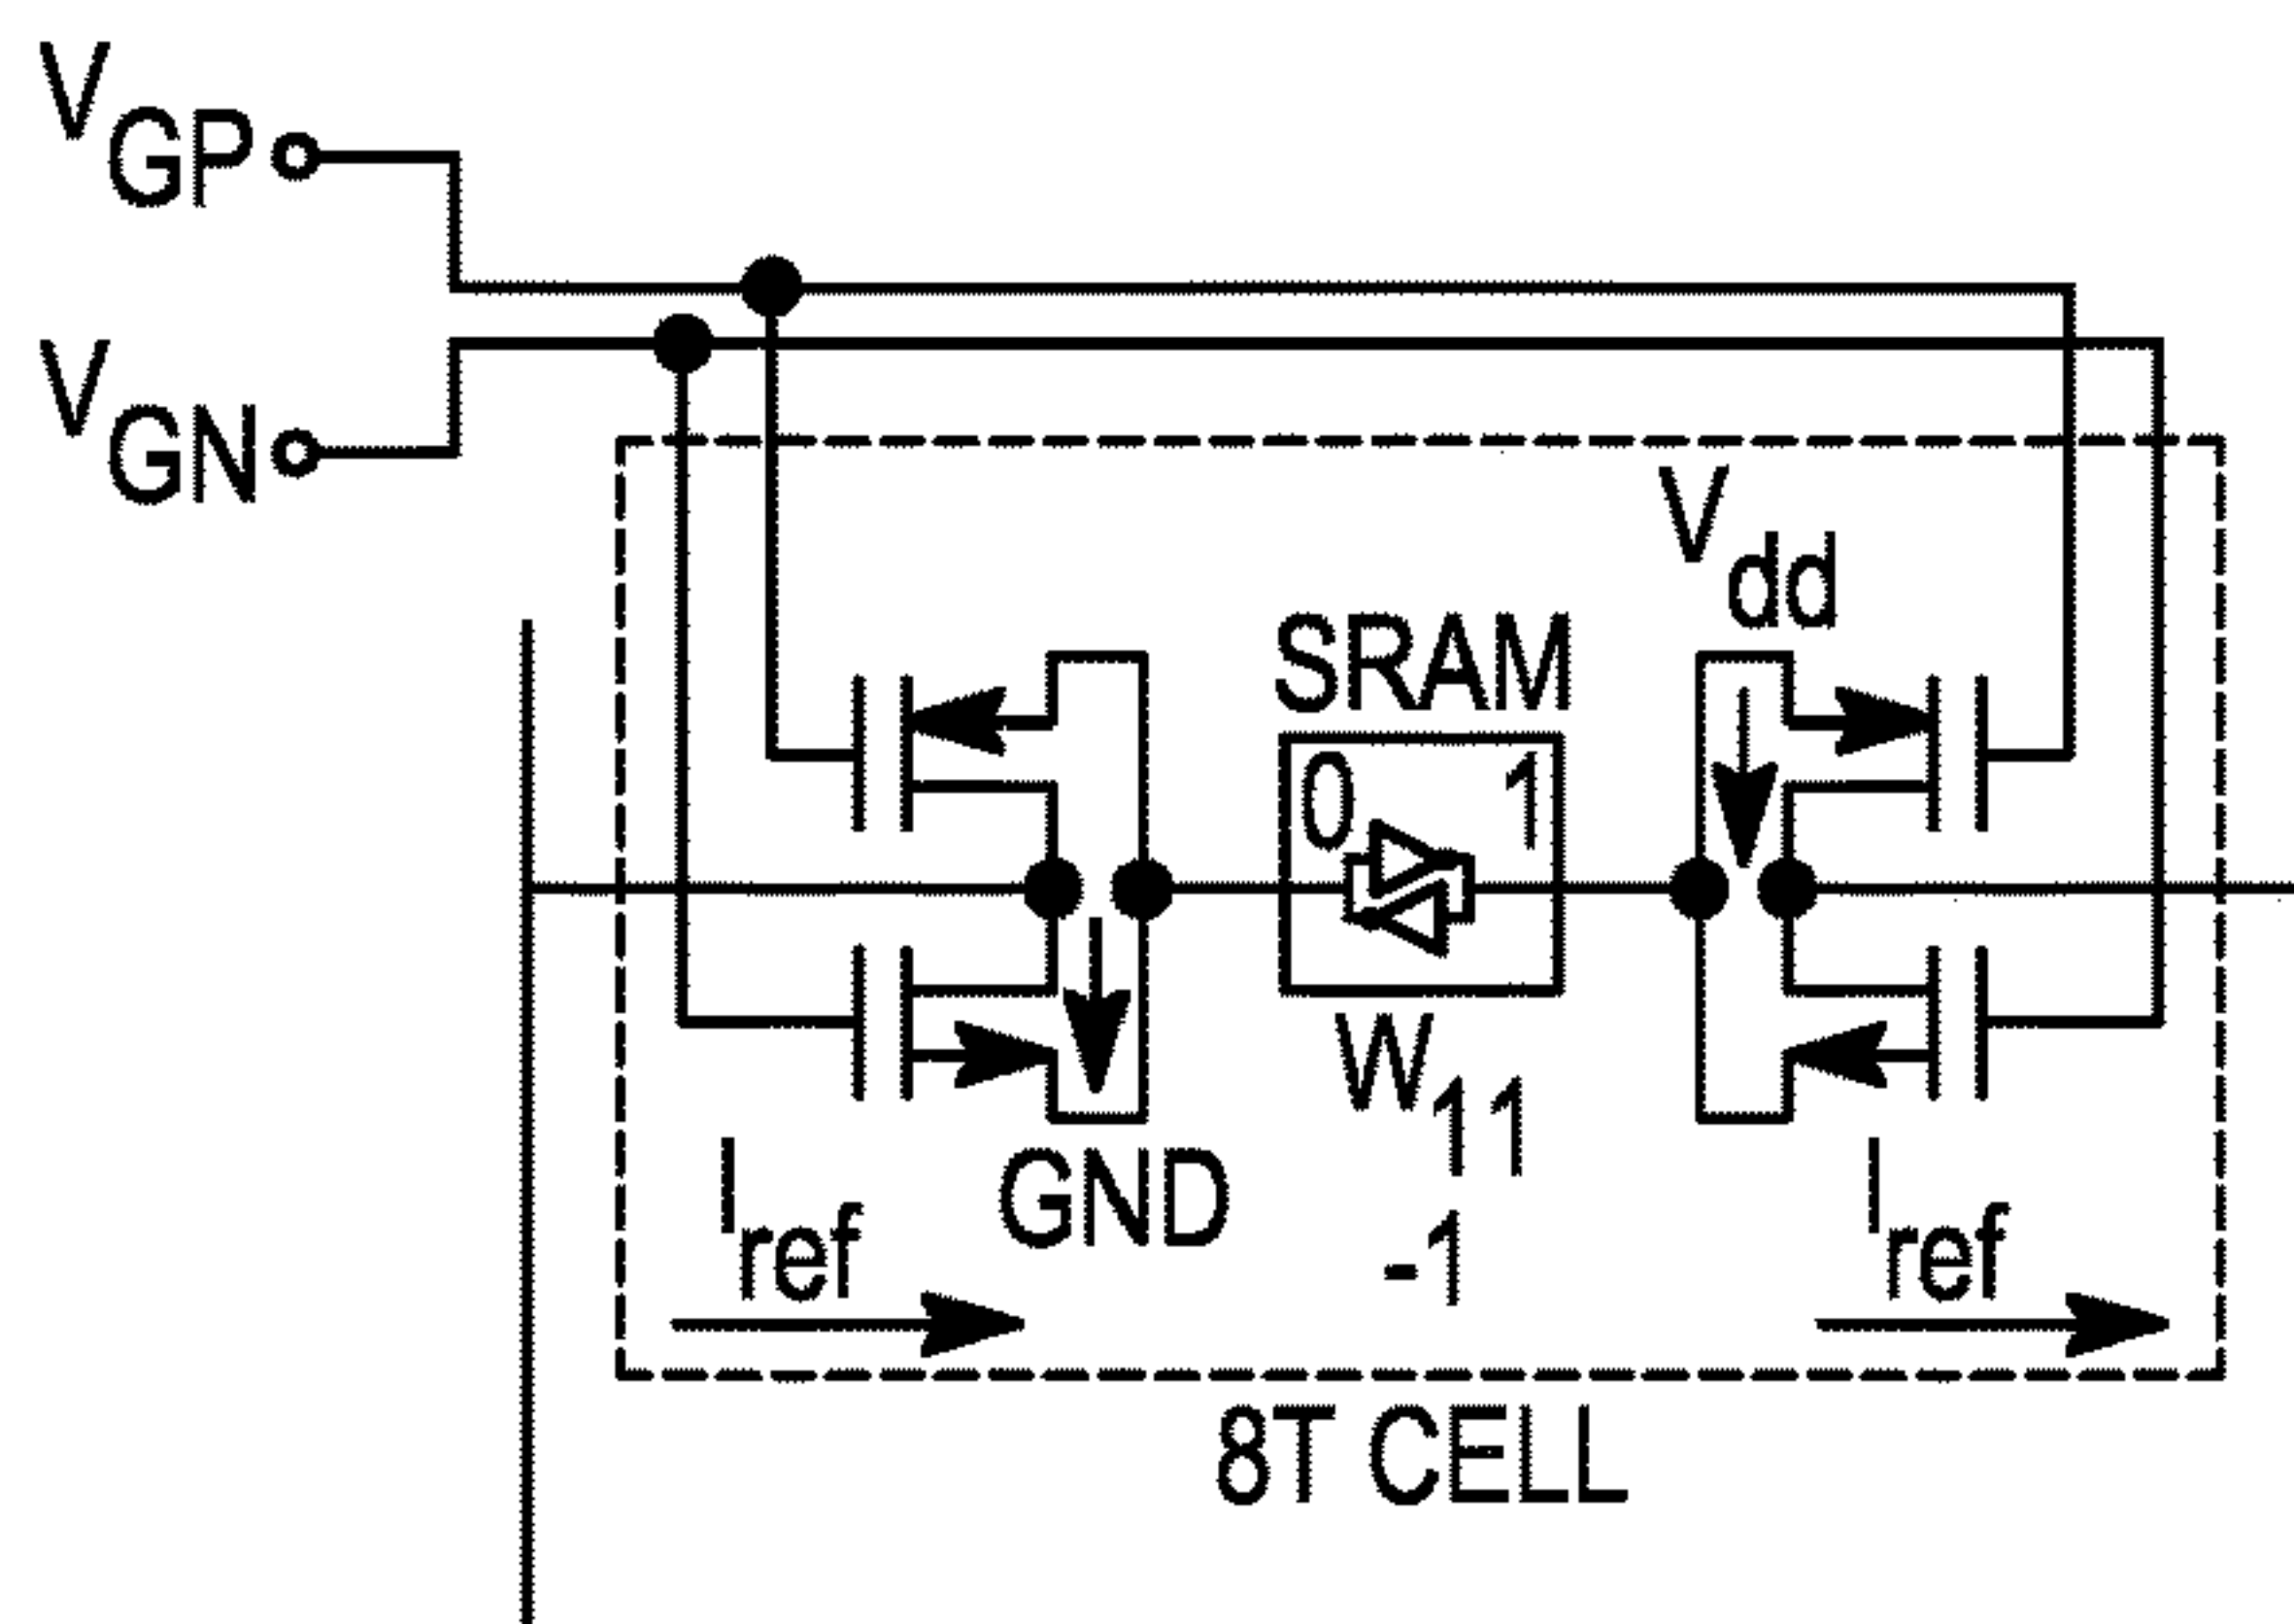 VGP
VGN
Vdd
SRAM
0 1
W11
-1
GND
Iref
Iref
8T CELL